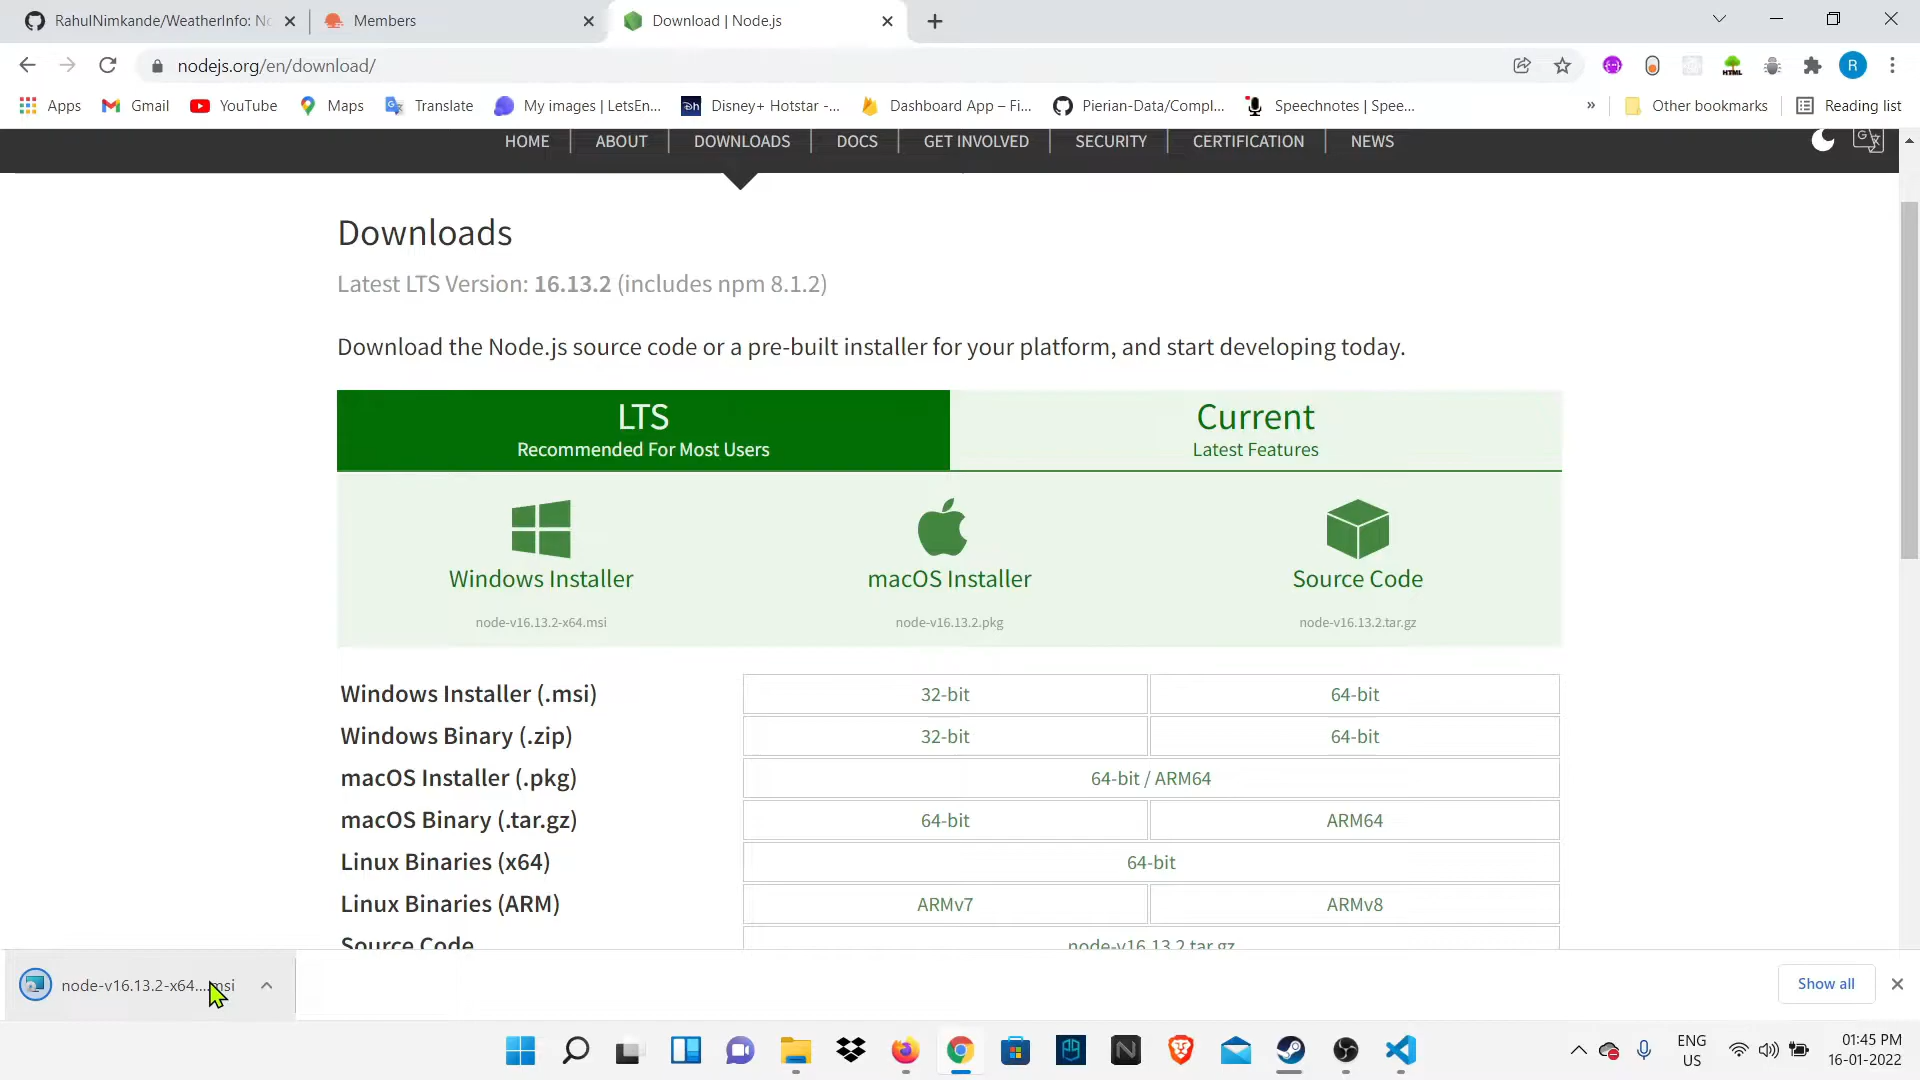 RahulNimkande/WeatherInfo: No
Members
Download | Node.js
nodejs.org/en/download/
R
Apps
Gmail
YouTube
Maps
Translate
My images | LetsEn...
Disney+ Hotstar -...
Dashboard App – Fi...
Pierian-Data/Compl...
Speechnotes | Spee...
»
Other bookmarks
Reading list
HOME
ABOUT
DOWNLOADS
DOCS
GET INVOLVED
SECURITY
CERTIFICATION
NEWS
Downloads
Latest LTS Version: 16.13.2 (includes npm 8.1.2)
Download the Node.js source code or a pre-built installer for your platform, and start developing today.
LTS
Recommended For Most Users
Current
Latest Features
Windows Installer
node-v16.13.2-x64.msi
macOS Installer
node-v16.13.2.pkg
Source Code
node-v16.13.2.tar.gz
Windows Installer (.msi)
32-bit
64-bit
Windows Binary (.zip)
32-bit
64-bit
macOS Installer (.pkg)
64-bit / ARM64
macOS Binary (.tar.gz)
64-bit
ARM64
Linux Binaries (x64)
64-bit
Linux Binaries (ARM)
ARMv7
ARMv8
Source Code
node-v16.13.2.tar.gz
node-v16.13.2-x64....msi
Show all
ENG
US
01:45 PM
16-01-2022